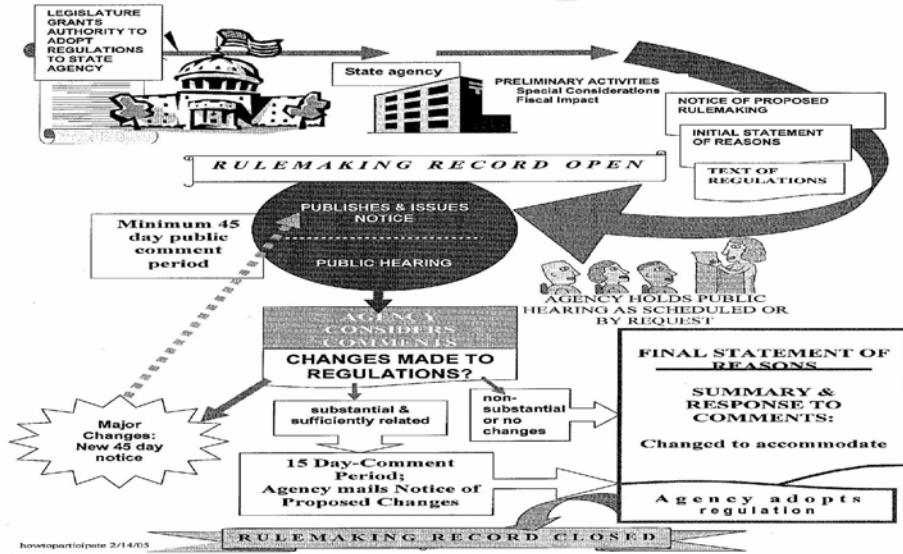 LEGISLATURE
GRANTS
AUTHORITY TO
ADOPT
REGULATIONS
TO STATE
AGENCY
State agency
PRELIMINARY ACTIVITIES
Special Considerations
Fiscal Impact
NOTICE OF PROPOSED
RULEMAKING
INITIAL STATEMENT
OF REASONS
TEXT OF
REGULATIONS
RULEMAKING RECORD OPEN
PUBLISHES & ISSUES
NOTICE
PUBLIC HEARING
Minimum 45
day public
comment
period
AGENCY HOLDS PUBLIC
HEARING AS SCHEDULED OR
BY REQUEST
AGENCY
CONSIDERS
COMMENTS
CHANGES MADE TO
REGULATIONS?
Major
Changes:
New 45 day
notice
substantial &
sufficiently related
non-
substantial
or no
changes
15 Day-Comment
Period;
Agency mails Notice of
Proposed Changes
FINAL STATEMENT OF
REASONS
SUMMARY &
RESPONSE TO
COMMENTS:
Changed to accommodate
Agency adopts
regulation
RULEMAKING RECORD CLOSED
howtoparticipate 2/14/05